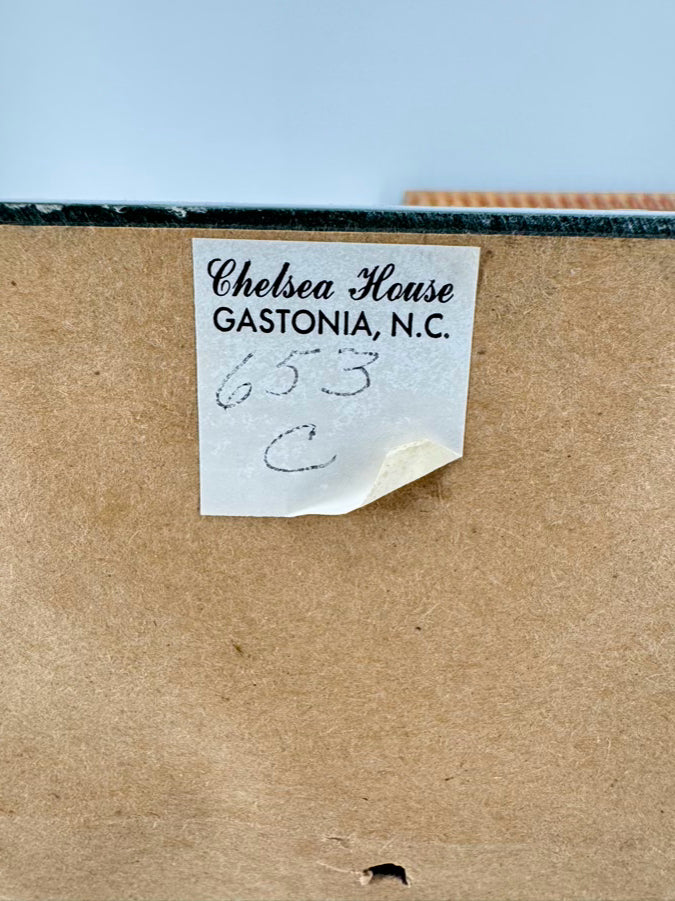 Chelsea House
GASTONIA, N.C.
653
C